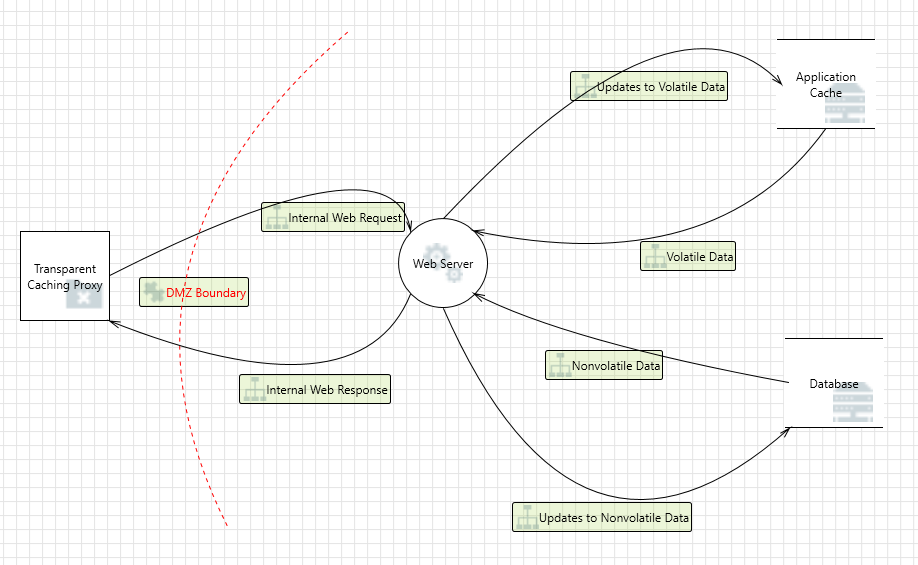 Application
Cache
Updates to Volatile Data
Internal Web Request
Volatile Data
Web Server
Transparent
Caching Proxy
DMZ Boundary
Nonvolatile Data
Database
Internal Web Response
Updates to Nonvolatile Data